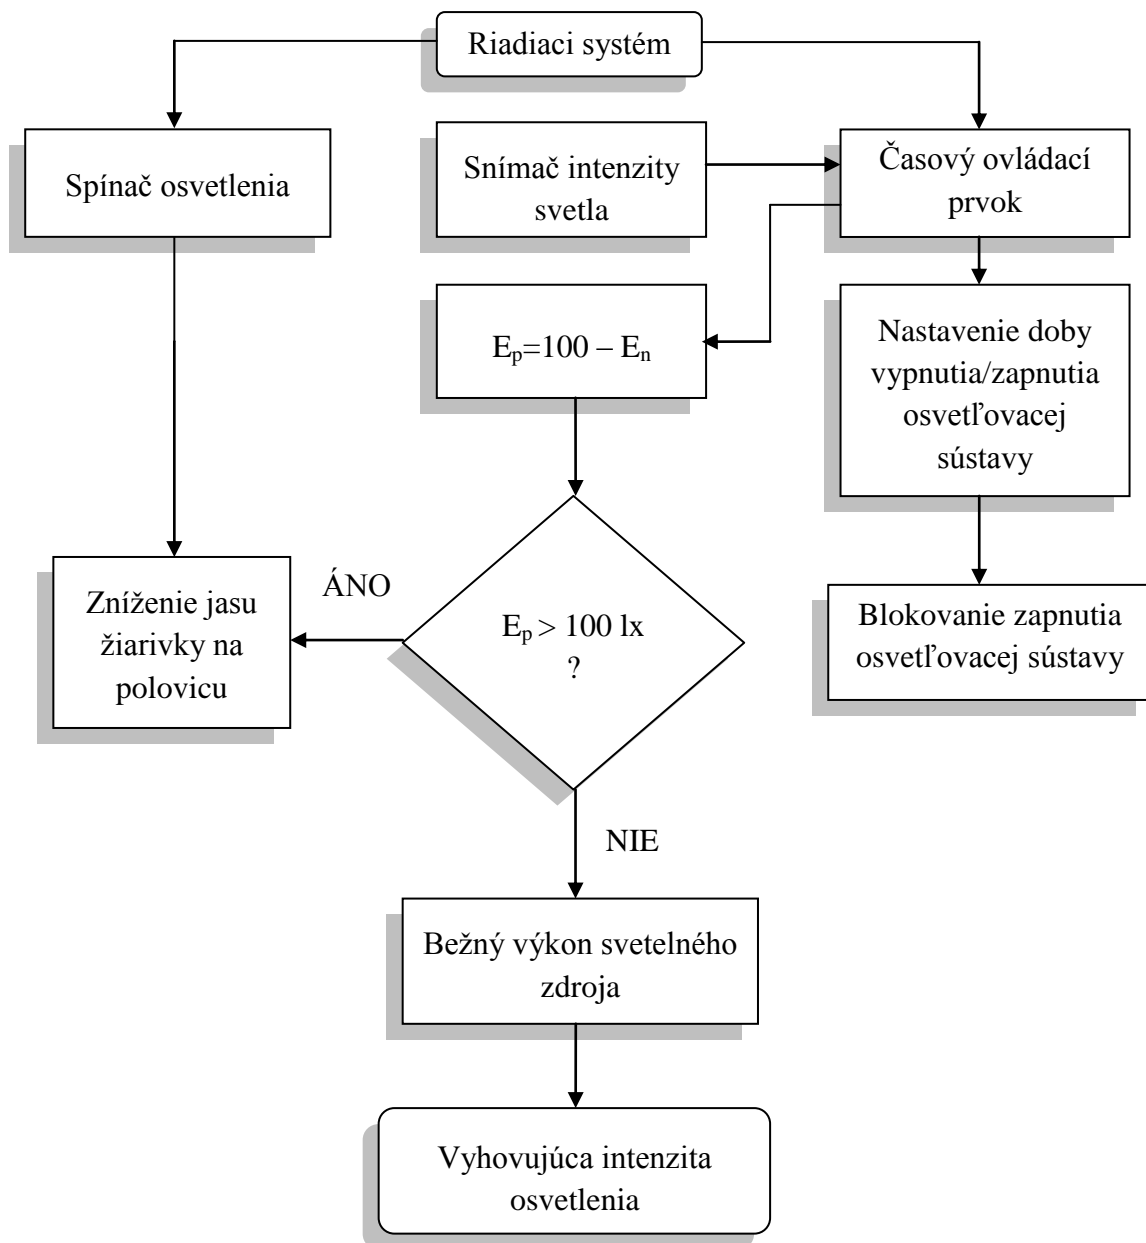 Riadiaci systém
Spínač osvetlenia
Snímač intenzity
svetla
Časový ovládací
prvok
Eₚ=100 – Eₙ
Nastavenie doby
vypnutia/zapnutia
osvetľovacej
sústavy
Zníženie jasu
žiarivky na
polovicu
ÁNO
Eₚ > 100 lx
?
Blokovanie zapnutia
osvetľovacej sústavy
NIE
Bežný výkon svetelného
zdroja
Vyhovujúca intenzita
osvetlenia